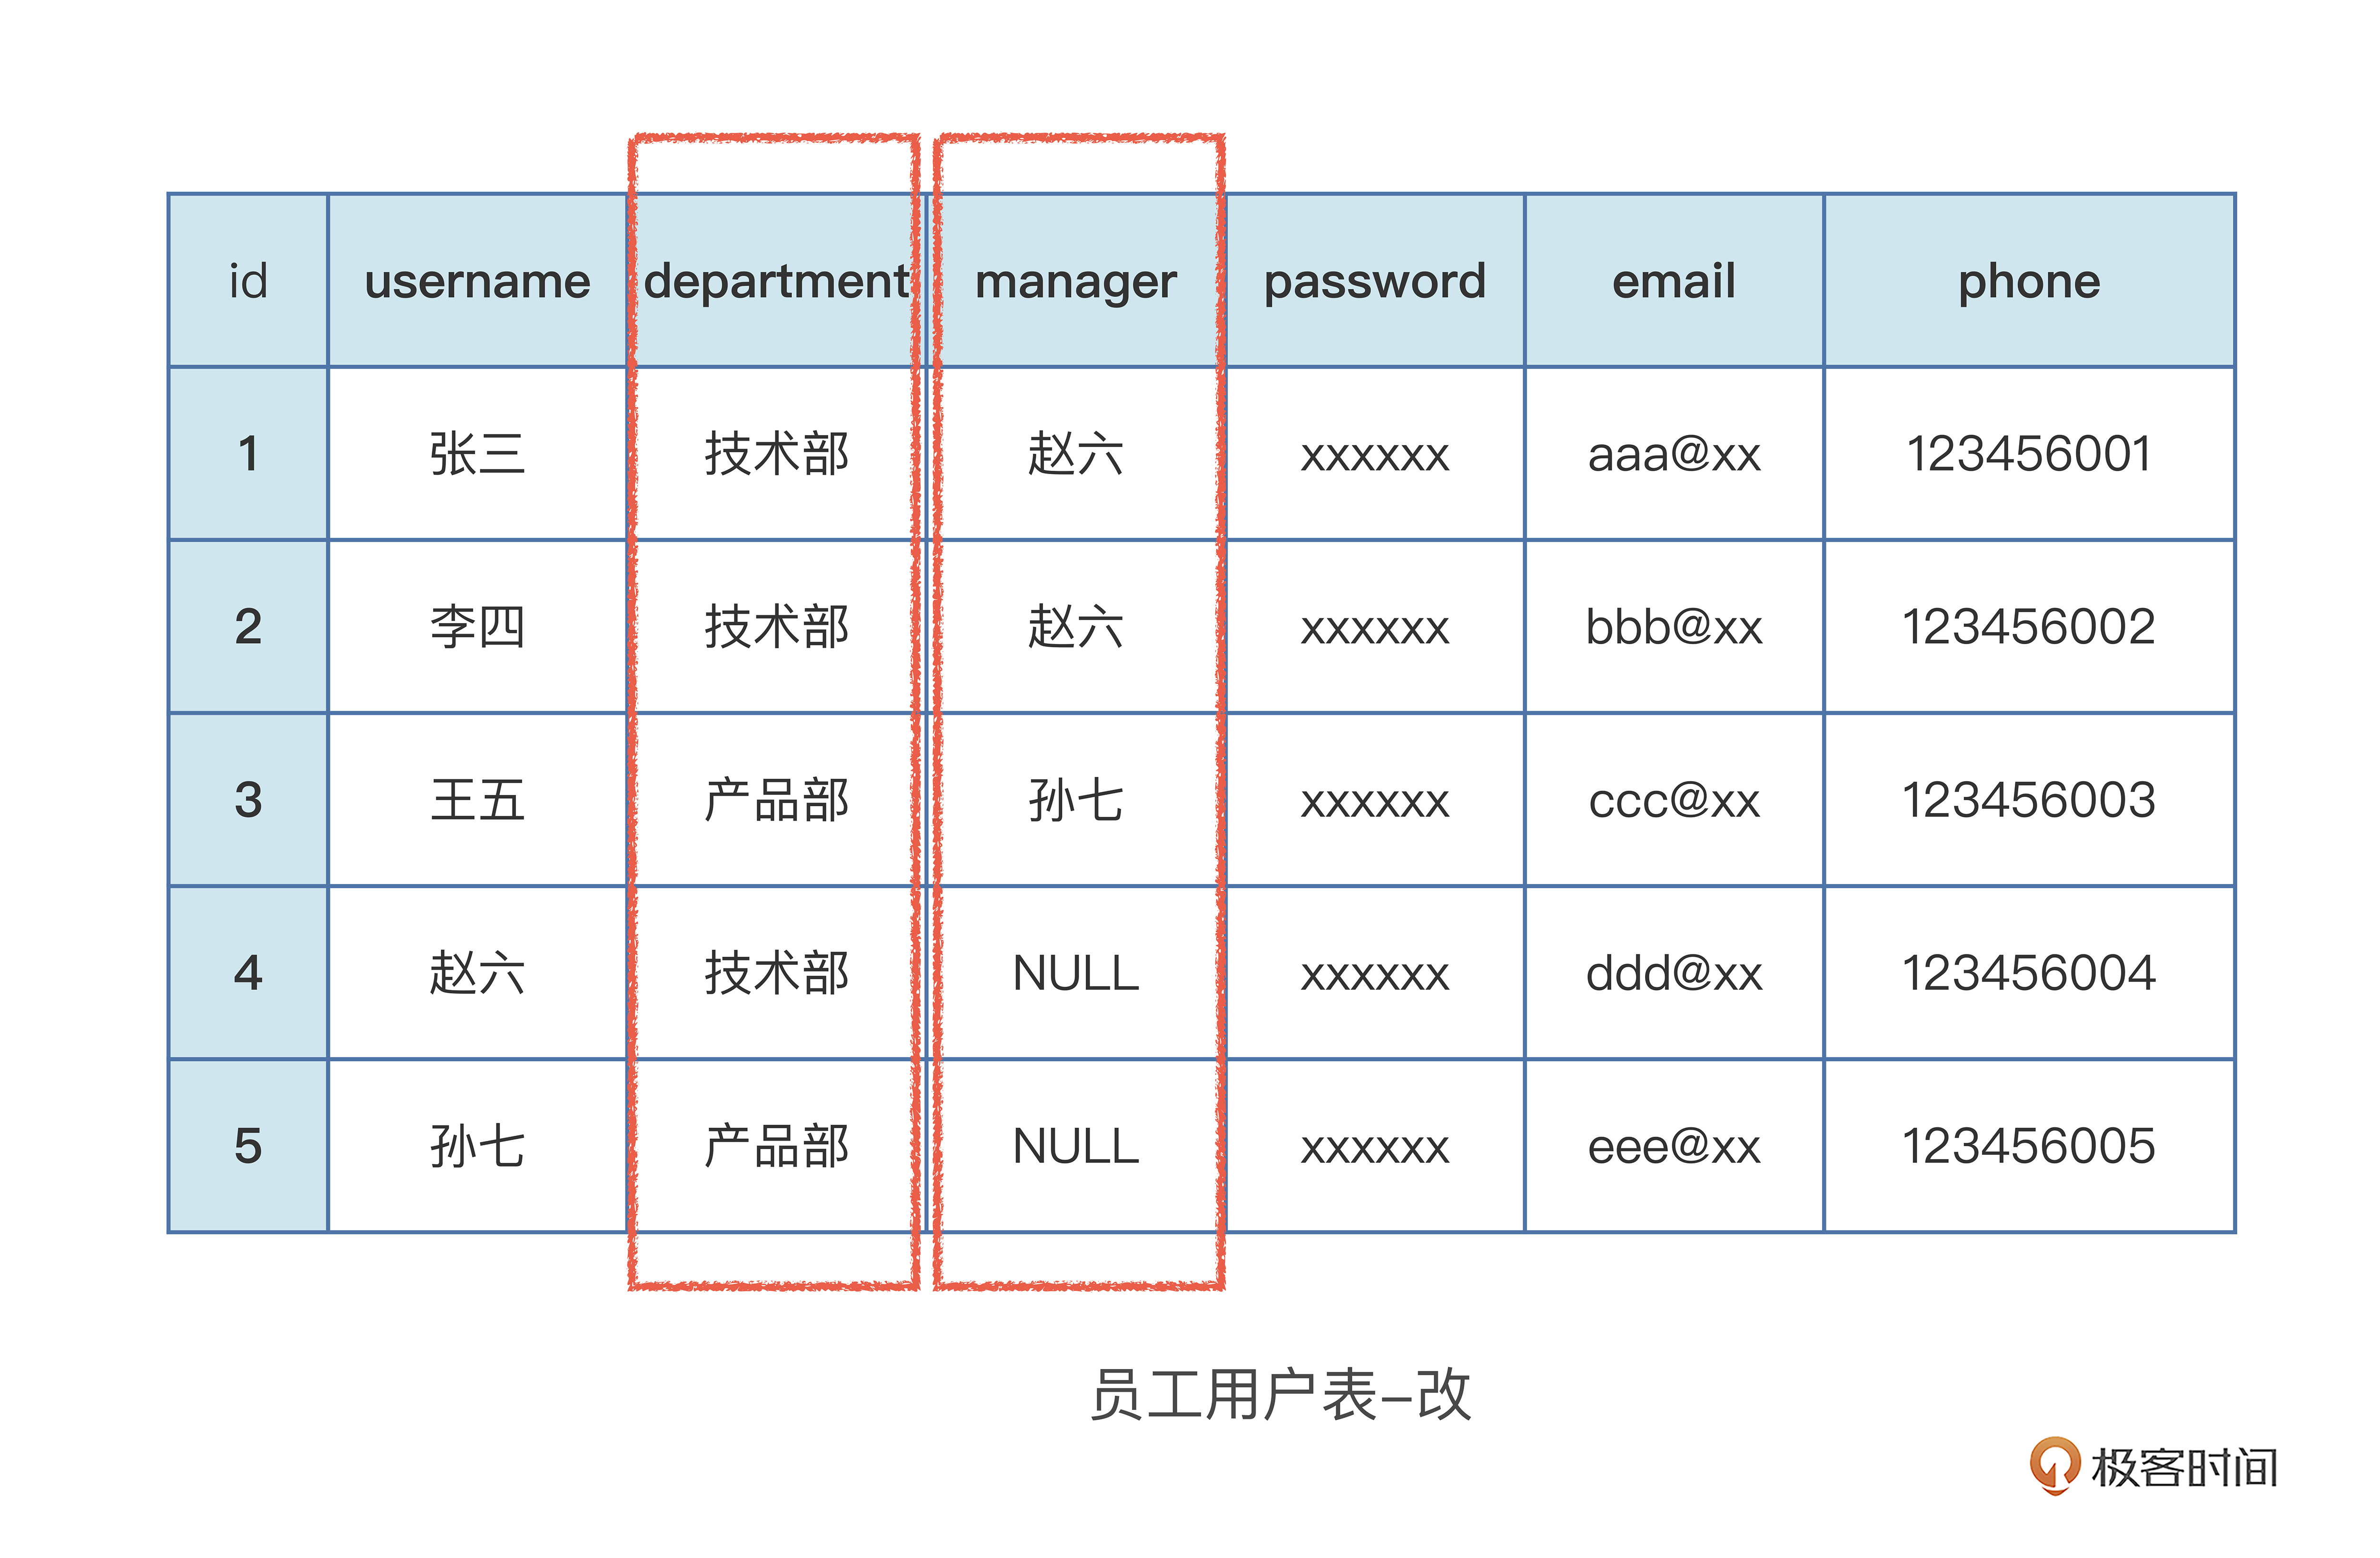 id username department manager password email phone
1 张三 技术部 赵六 xxxxxx aaa@xx 123456001
2 李四 技术部 赵六 xxxxxx bbb@xx 123456002
3 王五 产品部 孙七 xxxxxx ccc@xx 123456003
4 赵六 技术部 NULL xxxxxx ddd@xx 123456004
5 孙七 产品部 NULL xxxxxx eee@xx 123456005
员工用户表–改
极客时间